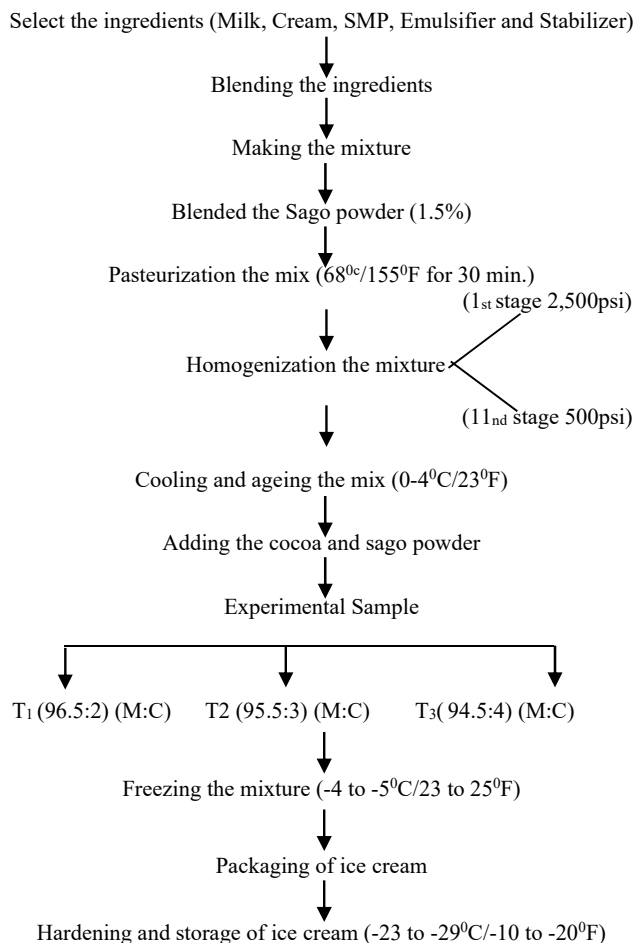 Select the ingredients (Milk, Cream, SMP, Emulsifier and Stabilizer)
Blending the ingredients
Making the mixture
Blended the Sago powder (1.5%)
Pasteurization the mix (68⁰ᶜ/155⁰F for 30 min.)
(1st stage 2,500psi)
Homogenization the mixture
(11nd stage 500psi)
Cooling and ageing the mix (0-4⁰C/23⁰F)
Adding the cocoa and sago powder
Experimental Sample
T₁ (96.5:2) (M:C) T2 (95.5:3) (M:C) T₃( 94.5:4) (M:C)
Freezing the mixture (-4 to -5⁰C/23 to 25⁰F)
Packaging of ice cream
Hardening and storage of ice cream (-23 to -29⁰C/-10 to -20⁰F)